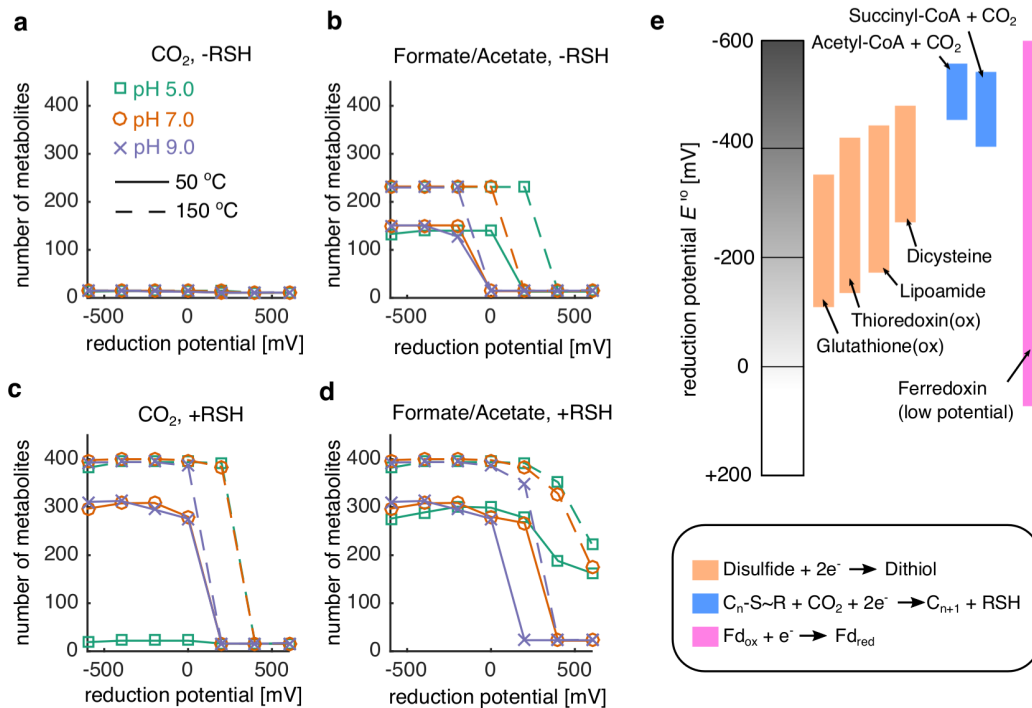 a
CO2, -RSH
number of metabolites
400
300
200
100
0
-500
0
500
reduction potential [mV]
pH 5.0
pH 7.0
pH 9.0
50 °C
150 °C
b
Formate/Acetate, -RSH
number of metabolites
400
300
200
100
0
-500
0
500
reduction potential [mV]
c
CO2, +RSH
number of metabolites
400
300
200
100
0
-500
0
500
reduction potential [mV]
d
Formate/Acetate, +RSH
number of metabolites
400
300
200
100
0
-500
0
500
reduction potential [mV]
e
Succinyl-CoA + CO2
Acetyl-CoA + CO2
reduction potential E'° [mV]
-600
-400
-200
0
+200
Dicysteine
Lipoamide
Thioredoxin(ox)
Glutathione(ox)
Ferredoxin
(low potential)
Disulfide + 2e- → Dithiol
Cn-S~R + CO2 + 2e- → Cn+1 + RSH
Fdox + e- → Fdred